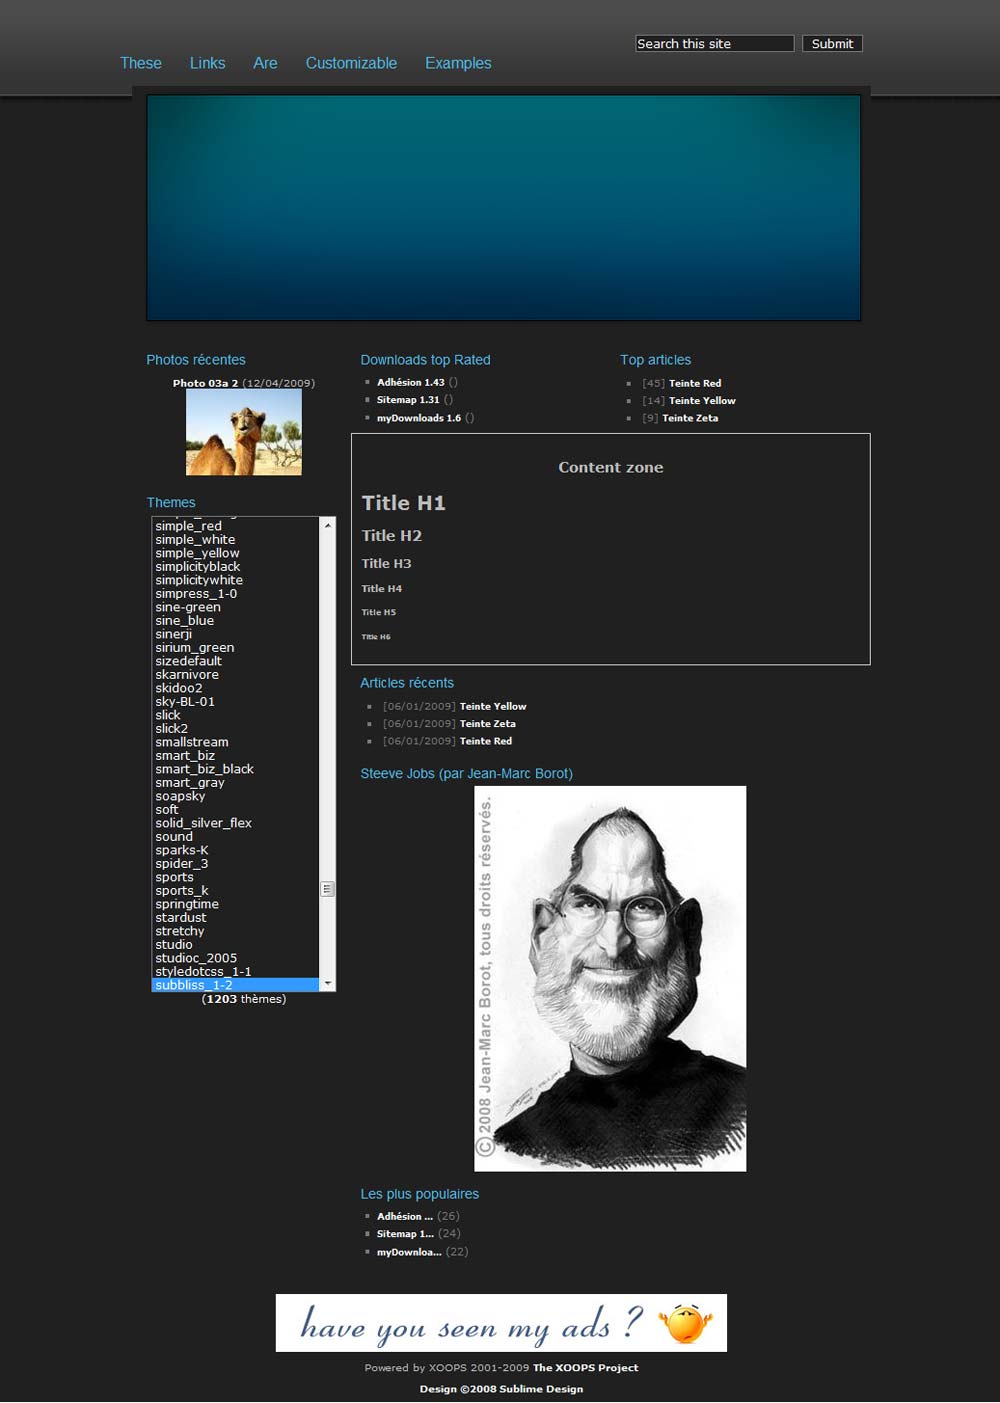 Search this site
Submit
These Links Are Customizable Examples
Photos récentes
Photo 03a 2 (12/04/2009)
Themes
simple_red
simple_white
simple_yellow
simplicityblack
simplicitywhite
simpress_1-0
sine-green
sine_blue
sinerji
sirium_green
sizedefault
skarnivore
skidoo2
sky-BL-01
slick
slick2
smallstream
smart_biz
smart_biz_black
smart_gray
soapsky
soft
solid_silver_flex
sound
sparks-K
spider_3
sports
sports_k
springtime
stardust
stretchy
studio
studioc_2005
styledotcss_1-1
subbliss_1-2
(1203 thèmes)
Downloads top Rated
Adhésion 1.43 ()
Sitemap 1.31 ()
myDownloads 1.6 ()
Top articles
[45] Teinte Red
[14] Teinte Yellow
[9] Teinte Zeta
Content zone
Title H1
Title H2
Title H3
Title H4
Title H5
Title H6
Articles récents
[06/01/2009] Teinte Yellow
[06/01/2009] Teinte Zeta
[06/01/2009] Teinte Red
Steeve Jobs (par Jean-Marc Borot)
© 2008 Jean-Marc Borot, tous droits réservés.
Les plus populaires
Adhésion ... (26)
Sitemap 1... (24)
myDownloa... (22)
have you seen my ads ?
Powered by XOOPS 2001-2009 The XOOPS Project
Design ©2008 Sublime Design